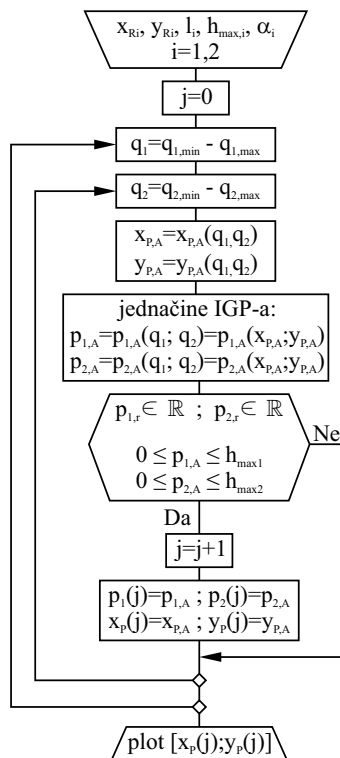 x_Ri, y_Ri, l_i, h_max,i, α_i
i=1,2
j=0
q_1=q_1,min - q_1,max
q_2=q_2,min - q_2,max
x_P,A=x_P,A(q_1,q_2)
y_P,A=y_P,A(q_1,q_2)
jednačine IGP-a:
p_1,A=p_1,A(q_1; q_2)=p_1,A(x_P,A;y_P,A)
p_2,A=p_2,A(q_1; q_2)=p_2,A(x_P,A;y_P,A)
p_1,r ∈ ℝ ; p_2,r ∈ ℝ
Ne
0 ≤ p_1,A ≤ h_max1
0 ≤ p_2,A ≤ h_max2
Da
j=j+1
p_1(j)=p_1,A ; p_2(j)=p_2,A
x_P(j)=x_P,A ; y_P(j)=y_P,A
plot [x_P(j);y_P(j)]